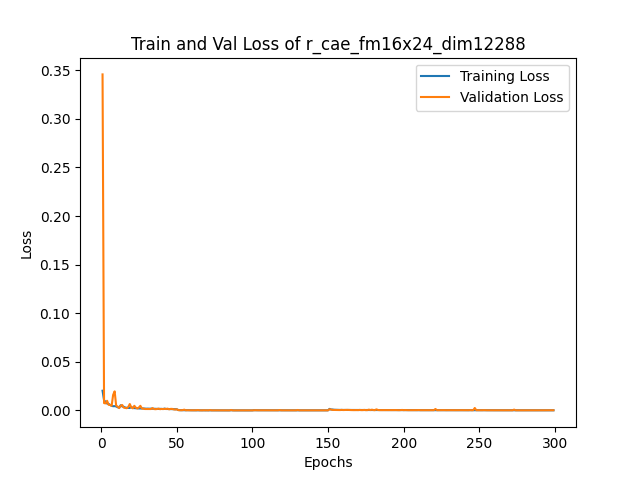 Train and Val Loss of r_cae_fm16x24_dim12288
Training Loss
Validation Loss
0.35
0.30
0.25
0.20
0.15
0.10
0.05
0.00
Loss
0 50 100 150 200 250 300
Epochs